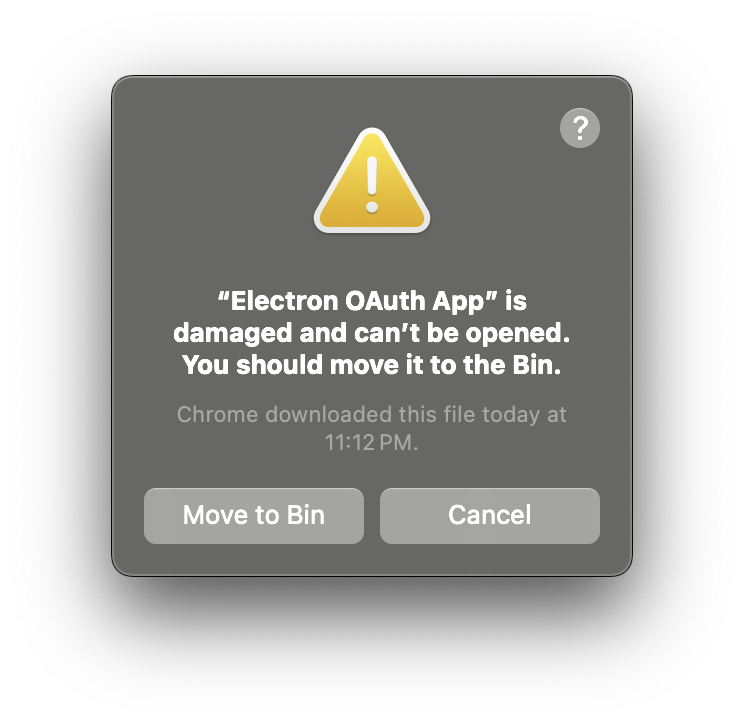 ?
“Electron OAuth App” is
damaged and can’t be opened.
You should move it to the Bin.
Chrome downloaded this file today at
11:12 PM.
Move to Bin
Cancel